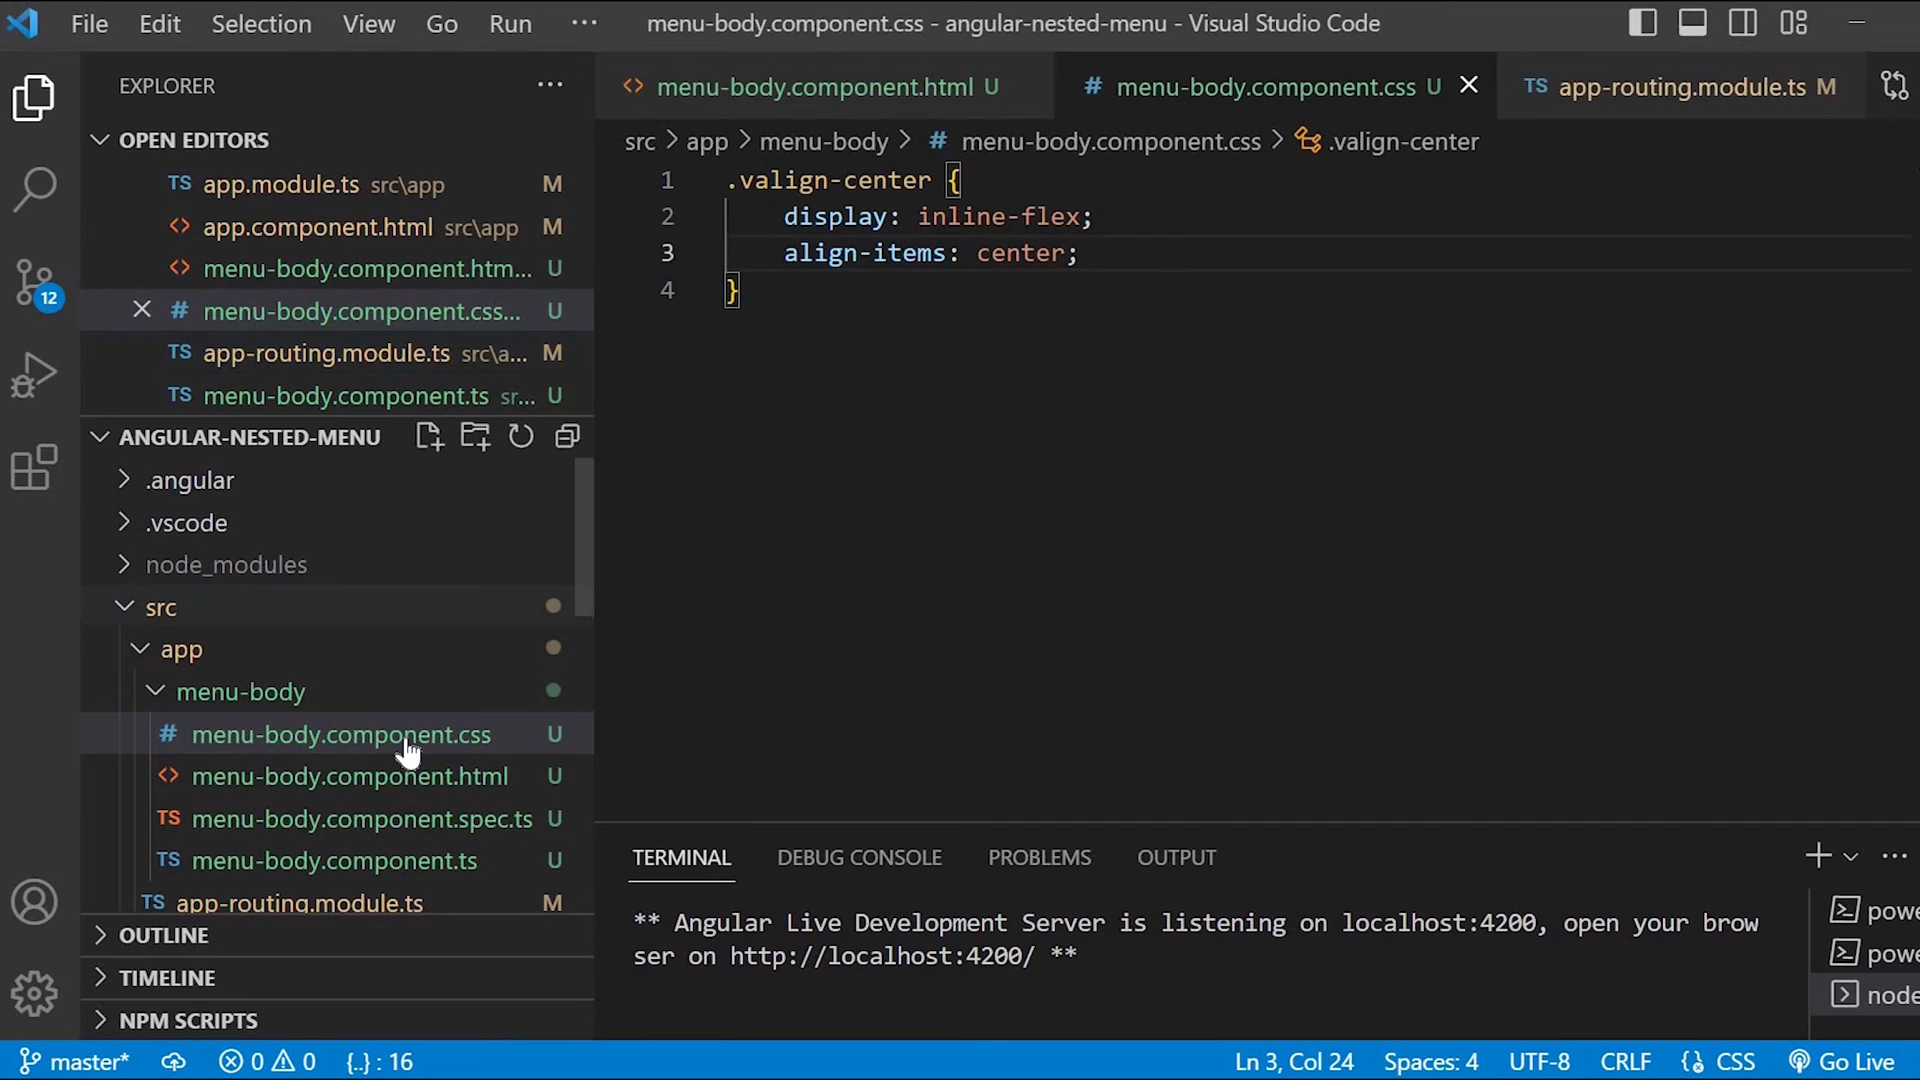 File Edit Selection View Go Run ··· menu-body.component.css - angular-nested-menu - Visual Studio Code
EXPLORER ···
OPEN EDITORS
TS app.module.ts src\app M
<> app.component.html src\app M
<> menu-body.component.htm... U
# menu-body.component.css... U
TS app-routing.module.ts src\a... M
TS menu-body.component.ts sr... U
ANGULAR-NESTED-MENU
.angular
.vscode
node_modules
src
app
menu-body
# menu-body.component.css U
<> menu-body.component.html U
TS menu-body.component.spec.ts U
TS menu-body.component.ts U
TS app-routing.module.ts M
OUTLINE
TIMELINE
NPM SCRIPTS
12
<> menu-body.component.html U
# menu-body.component.css U
TS app-routing.module.ts M
src > app > menu-body > # menu-body.component.css > .valign-center
1 .valign-center {
2 display: inline-flex;
3 align-items: center;
4 }
TERMINAL DEBUG CONSOLE PROBLEMS OUTPUT
** Angular Live Development Server is listening on localhost:4200, open your brow
ser on http://localhost:4200/ **
powe
powe
node
master* 0 0 {..} : 16 Ln 3, Col 24 Spaces: 4 UTF-8 CRLF CSS Go Live